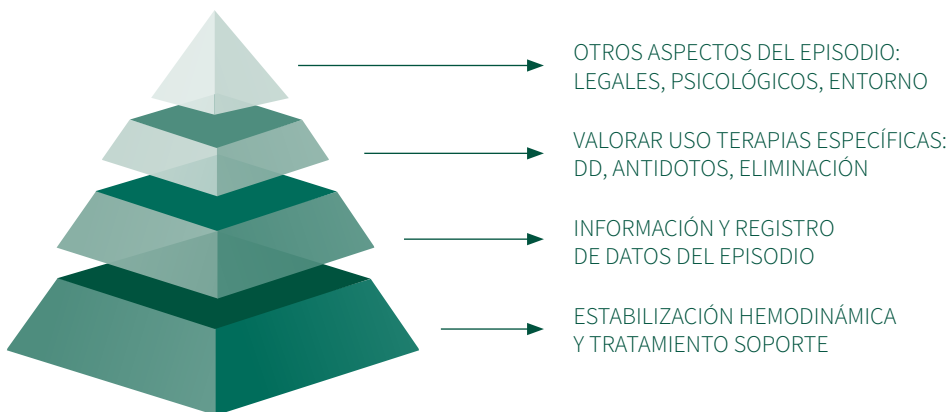 OTROS ASPECTOS DEL EPISODIO:
LEGALES, PSICOLÓGICOS, ENTORNO
VALORAR USO TERAPIAS ESPECÍFICAS:
DD, ANTIDOTOS, ELIMINACIÓN
INFORMACIÓN Y REGISTRO
DE DATOS DEL EPISODIO
ESTABILIZACIÓN HEMODINÁMICA
Y TRATAMIENTO SOPORTE